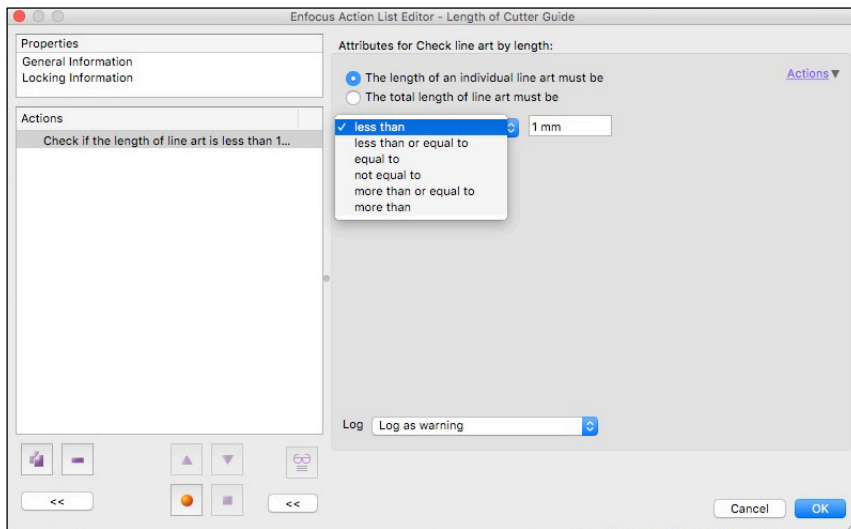 Enfocus Action List Editor - Length of Cutter Guide
Properties
General Information
Locking Information
Actions
Check if the length of line art is less than 1...
<<
<<
Attributes for Check line art by length:
Actions▼
The length of an individual line art must be
The total length of line art must be
✓ less than
1 mm
less than or equal to
equal to
not equal to
more than or equal to
more than
Log Log as warning
Cancel OK